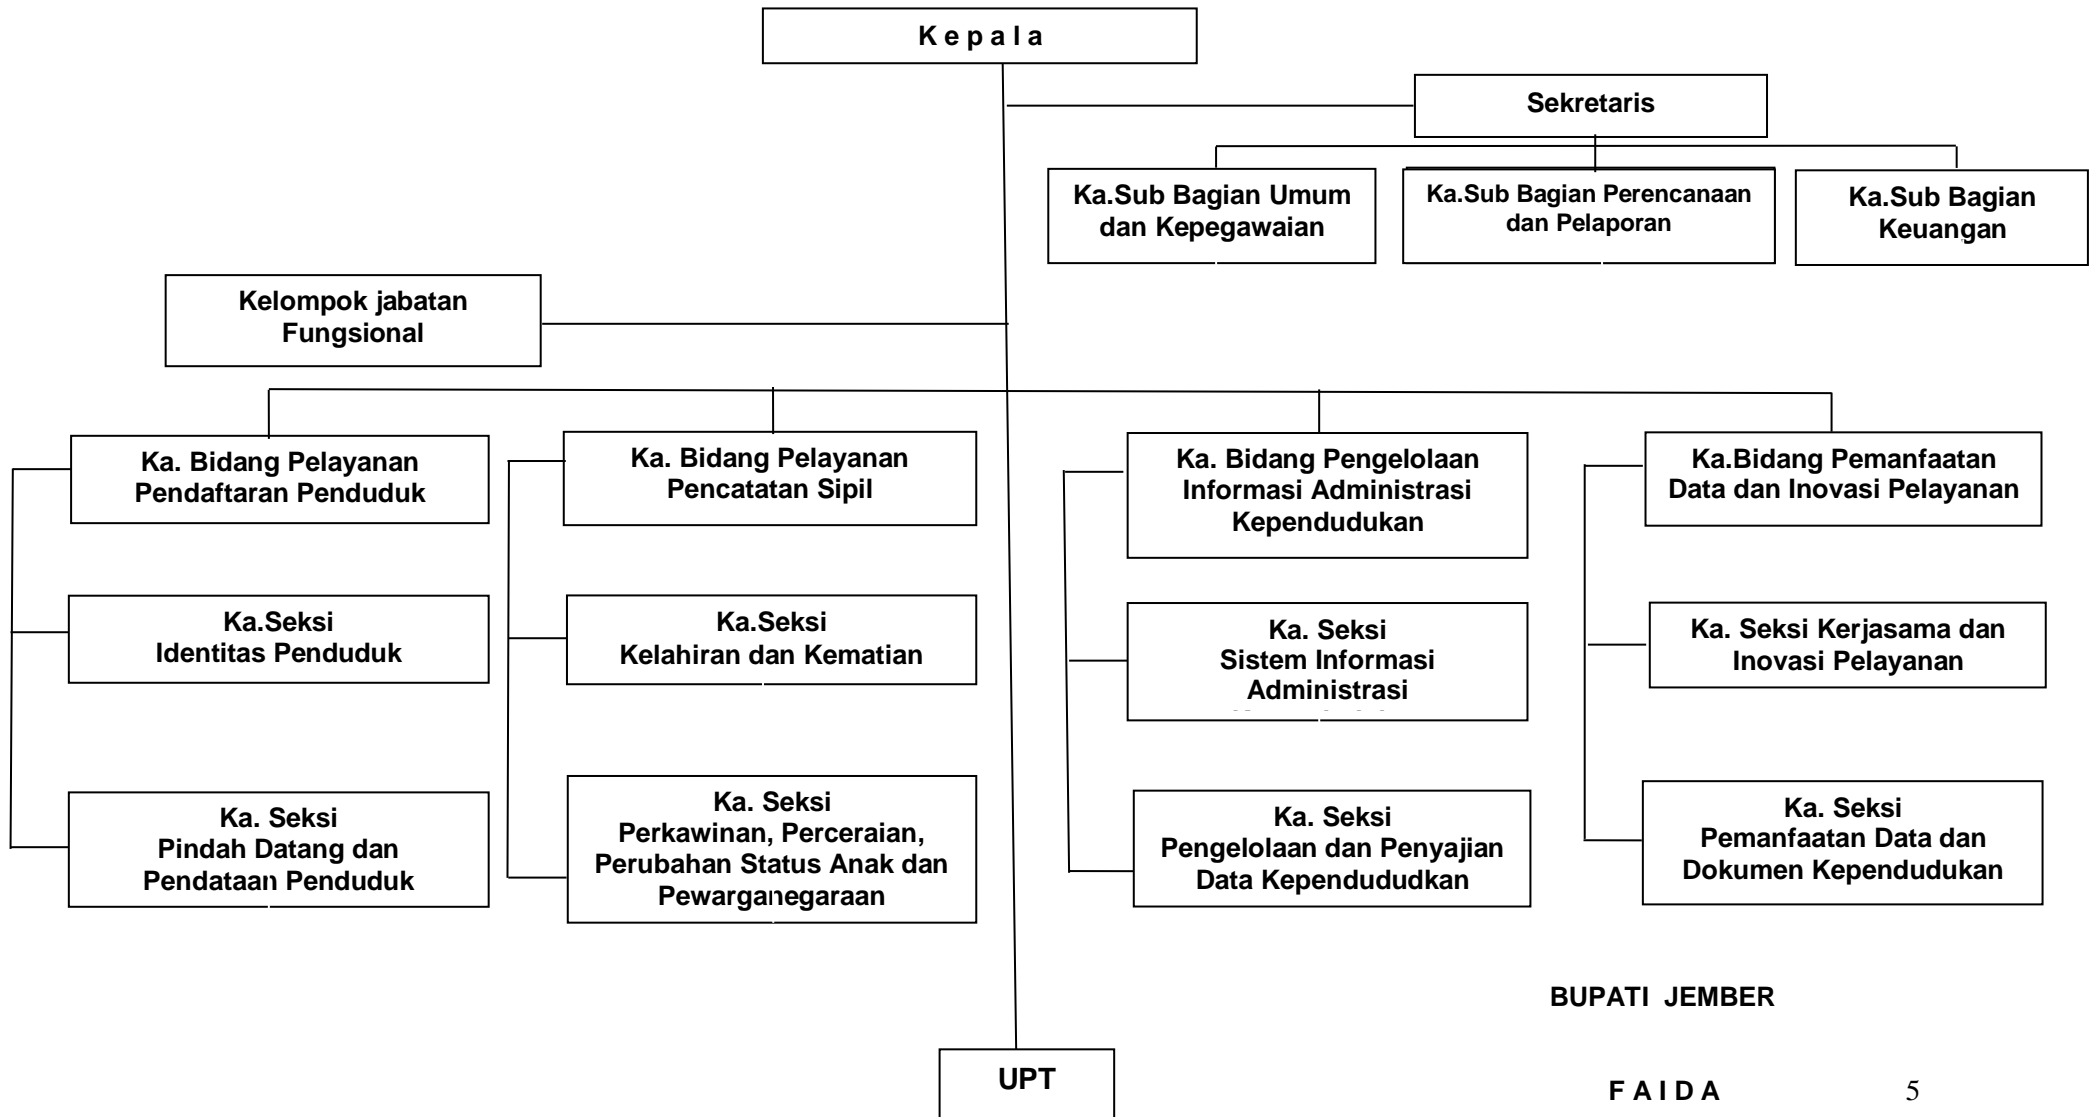 K e p a l a
Sekretaris
Ka.Sub Bagian Umum
dan Kepegawaian
Ka.Sub Bagian Perencanaan
dan Pelaporan
Ka.Sub Bagian
Keuangan
Kelompok jabatan
Fungsional
Ka. Bidang Pelayanan
Pendaftaran Penduduk
Ka. Bidang Pelayanan
Pencatatan Sipil
Ka. Bidang Pengelolaan
Informasi Administrasi
Kependudukan
Ka.Bidang Pemanfaatan
Data dan Inovasi Pelayanan
Ka.Seksi
Identitas Penduduk
Ka.Seksi
Kelahiran dan Kematian
Ka. Seksi
Sistem Informasi
Administrasi
Ka. Seksi Kerjasama dan
Inovasi Pelayanan
Ka. Seksi
Pindah Datang dan
Pendataan Penduduk
Ka. Seksi
Perkawinan, Perceraian,
Perubahan Status Anak dan
Pewarganegaraan
Ka. Seksi
Pengelolaan dan Penyajian
Data Kependududkan
Ka. Seksi
Pemanfaatan Data dan
Dokumen Kependudukan
BUPATI JEMBER
UPT
F A I D A
5